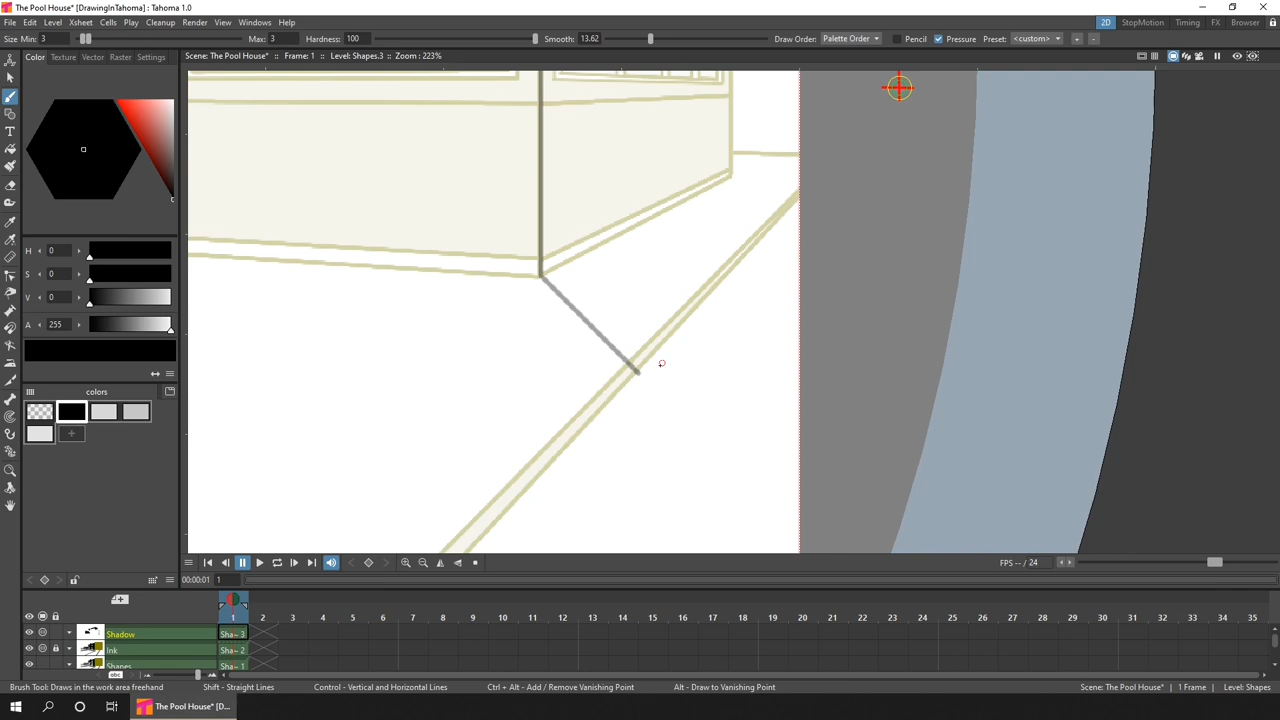 The Pool House* [DrawingInTahoma] : Tahoma 1.0
File Edit Level Xsheet Cells Play Cleanup Render View Windows Help
2D StopMotion Timing FX Browser
Size Min: 3 Max: 3 Hardness: 100 Smooth: 13.62 Draw Order: Palette Order Pencil Pressure Preset: <custom> + -
Color Texture Vector Raster Settings
Scene: The Pool House* :: Frame: 1 :: Level: Shapes.3 :: Zoom : 223%
H 0
S 0
V 0
A 255
colors
+
FPS -- / 24
00:00:01 1
1 2 3 4 5 6 7 8 9 10 11 12 13 14 15 16 17 18 19 20 21 22 23 24 25 26 27 28 29 30 31 32 33 34 35
Shadow Sha- 3
Ink Sha- 2
Shapes Sha- 1
abc
Brush Tool: Draws in the work area freehand Shift - Straight Lines Control - Vertical and Horizontal Lines Ctrl + Alt - Add / Remove Vanishing Point Alt - Draw to Vanishing Point Scene: The Pool House* | 1 Frame | Level: Shapes
The Pool House* [D...